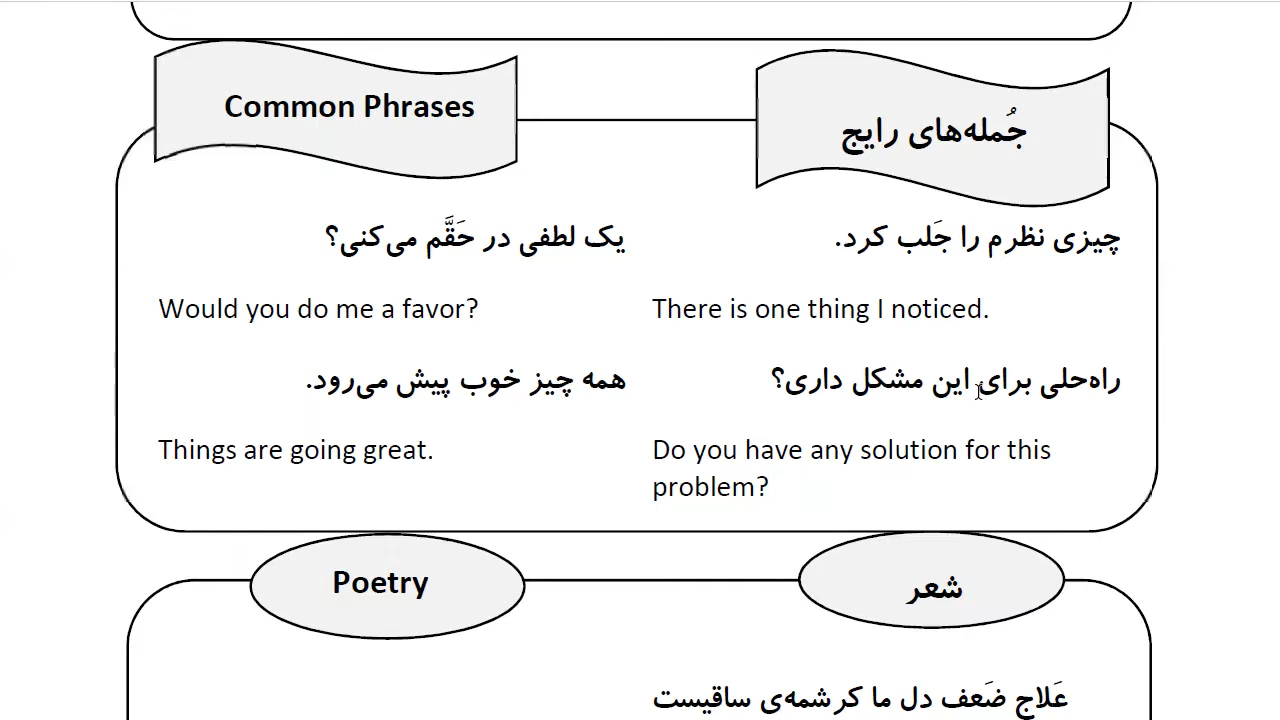 Common Phrases
جُمله‌های رایج
چیزی نظرم را جَلب کرد.
یک لطفی در حَقَّم می‌کنی؟
There is one thing I noticed.
Would you do me a favor?
راه‌حلی برای این مشکل داری؟
همه چیز خوب پیش می‌رود.
Do you have any solution for this
problem?
Things are going great.
Poetry
شعر
عَلاج ضَعف دل ما کرشمه‌ی ساقیست